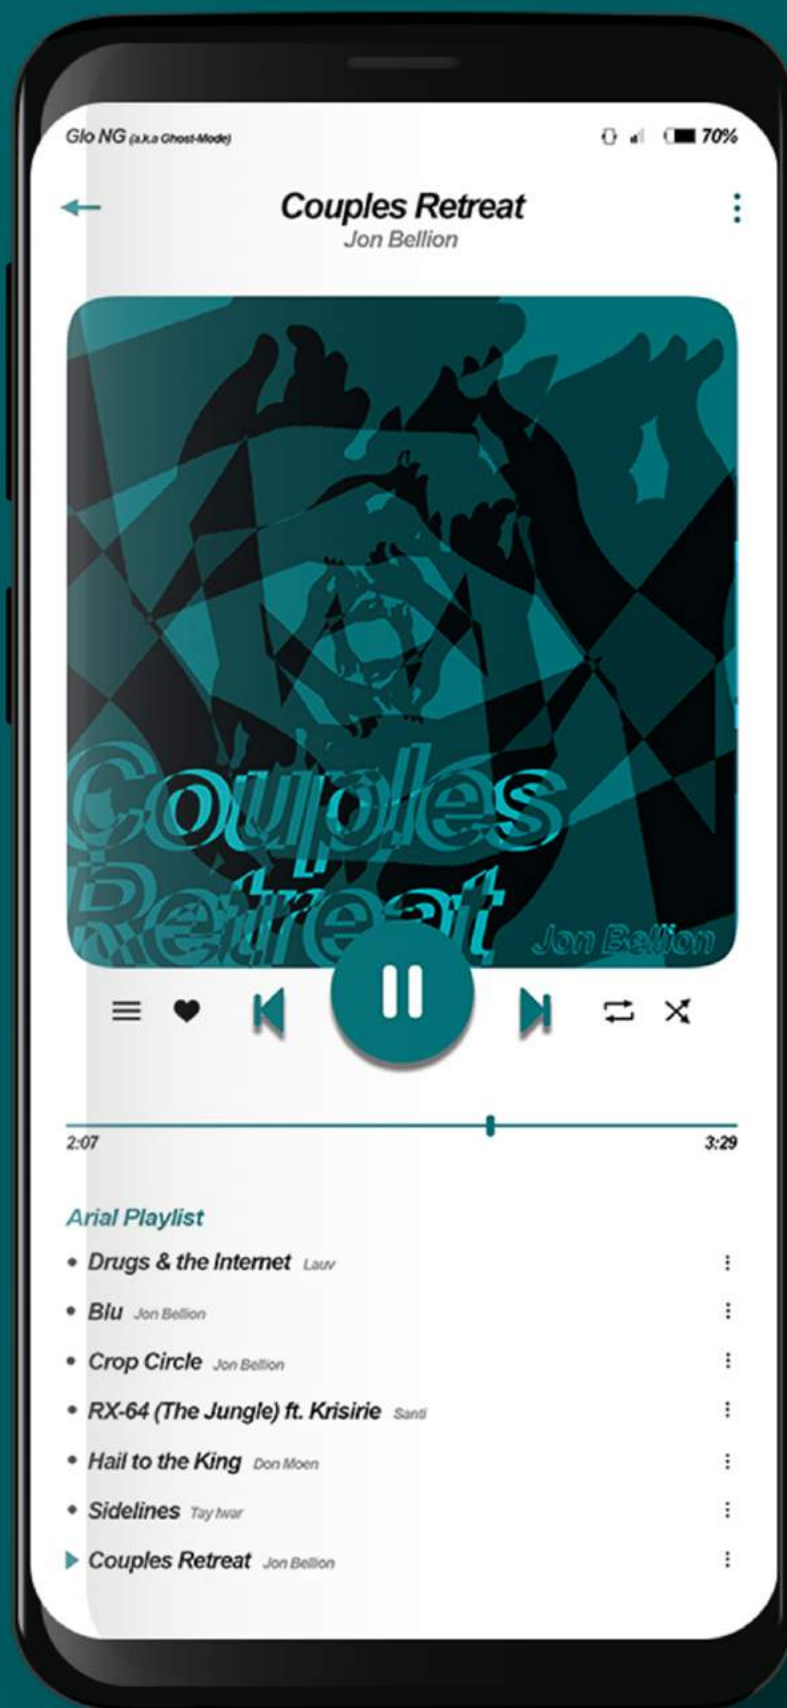 Glo NG (a.k.a Ghost-Mode) 70%
Couples Retreat
Jon Bellion
Couples
Retreat
Jon Bellion
2:07 3:29
Arial Playlist
Drugs & the Internet Lauv
Blu Jon Bellion
Crop Circle Jon Bellion
RX-64 (The Jungle) ft. Krisirie Santi
Hail to the King Don Moen
Sidelines Tay Iwar
Couples Retreat Jon Bellion